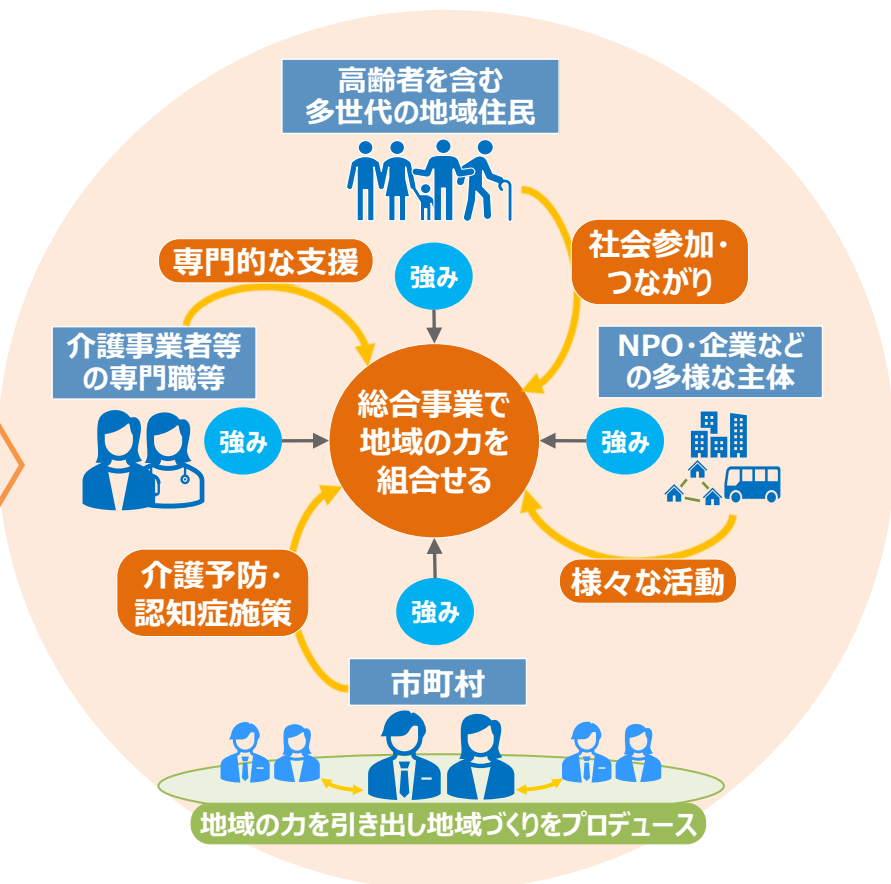 高齢者を含む
多世代の地域住民
専門的な支援
強み
社会参加・
つながり
介護事業者等
の専門職等
NPO・企業など
の多様な主体
強み
総合事業で
地域の力を
組合せる
強み
介護予防・
認知症施策
強み
様々な活動
市町村
地域の力を引き出し地域づくりをプロデュース